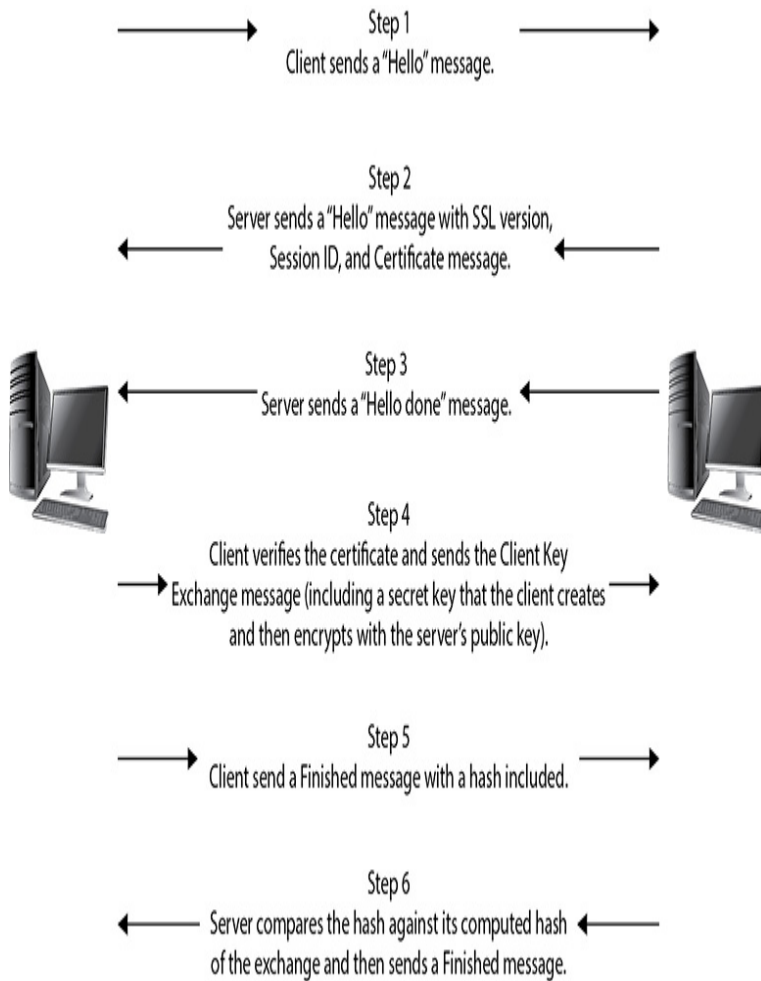 Step 1
Client sends a “Hello” message.
Step 2
Server sends a “Hello” message with SSL version,
Session ID, and Certificate message.
Step 3
Server sends a “Hello done” message.
Step 4
Client verifies the certificate and sends the Client Key
Exchange message (including a secret key that the client creates
and then encrypts with the server’s public key).
Step 5
Client send a Finished message with a hash included.
Step 6
Server compares the hash against its computed hash
of the exchange and then sends a Finished message.